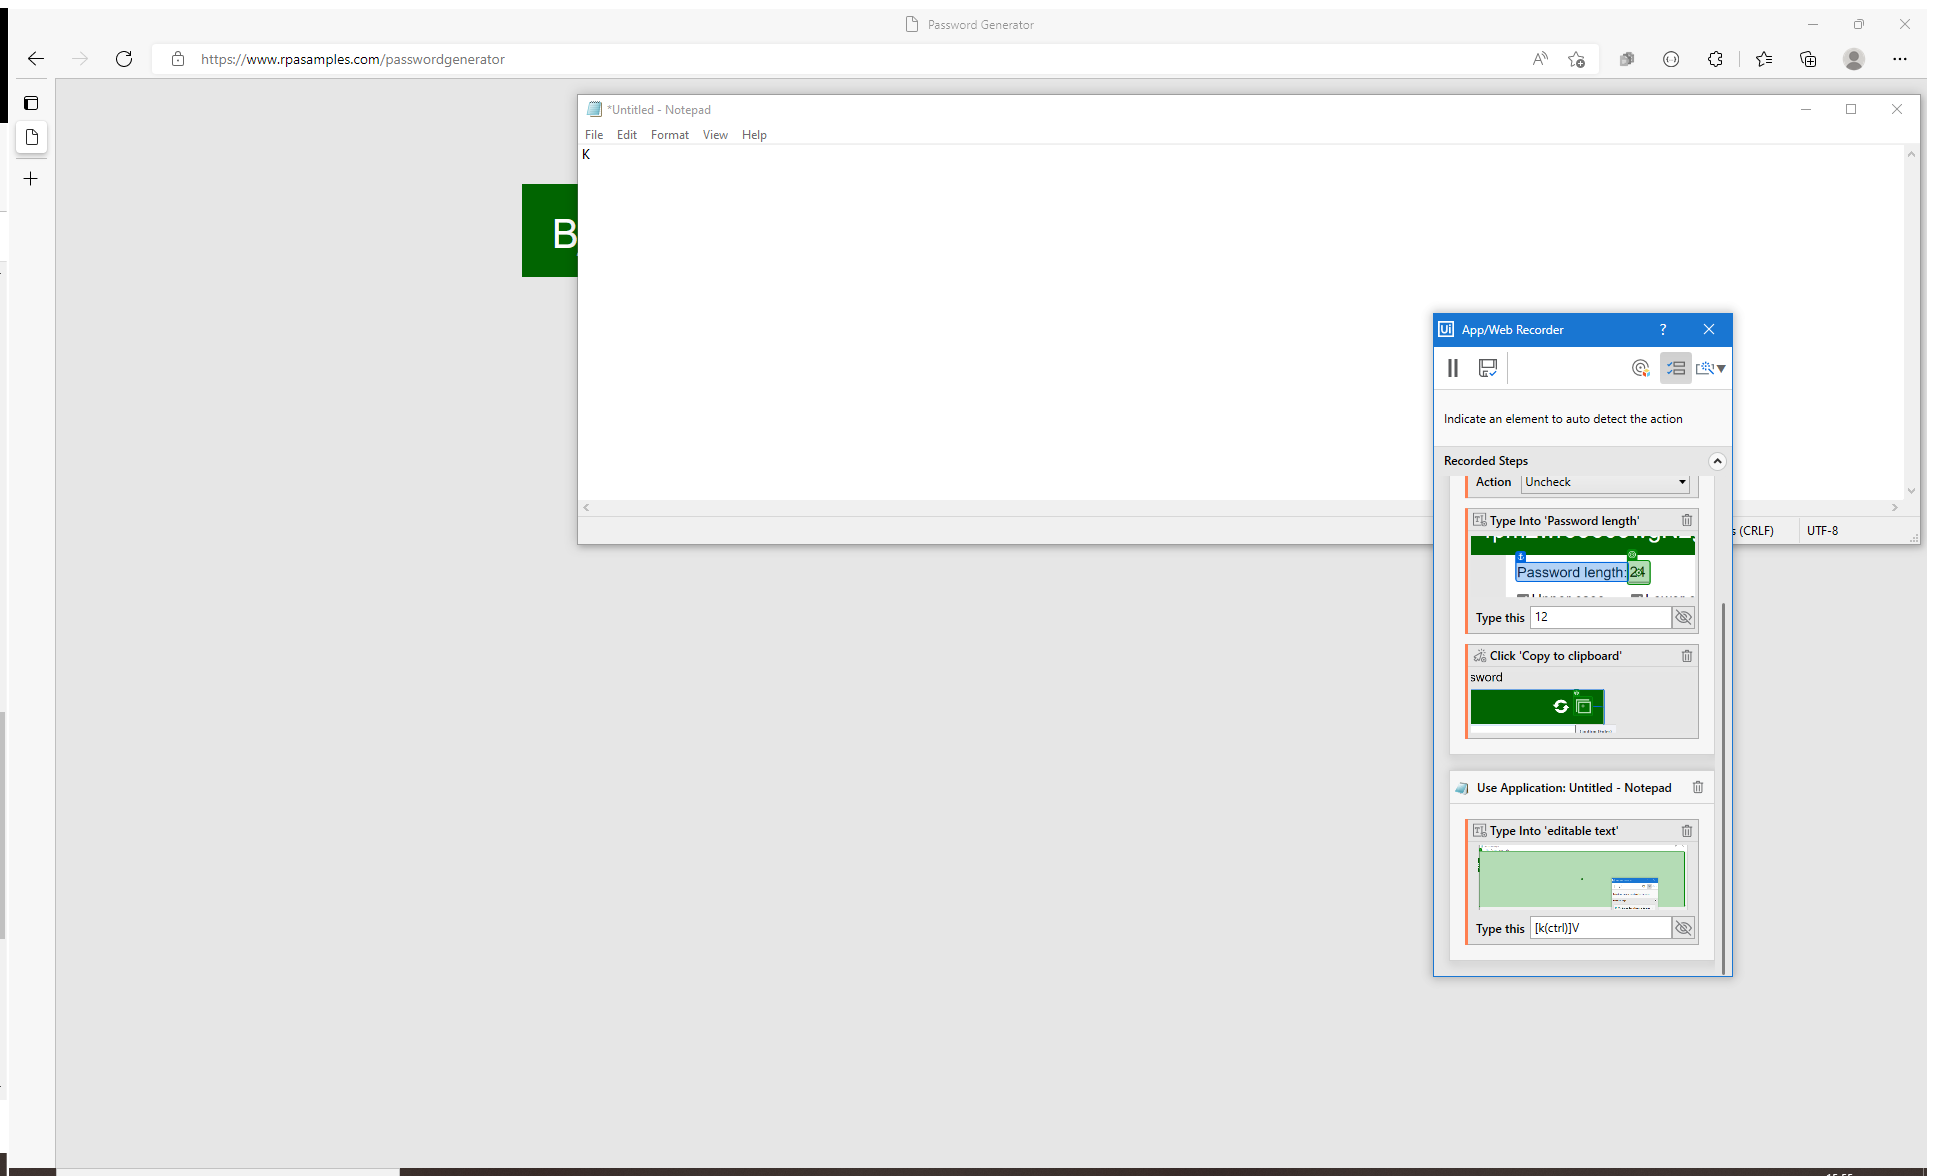 Password Generator
https://www.rpasamples.com/passwordgenerator
*Untitled - Notepad
File Edit Format View Help
K
B
App/Web Recorder ?
Indicate an element to auto detect the action
Recorded Steps
Action Uncheck
(CRLF) UTF-8
Type Into 'Password length'
Password length: 24
Type this 12
Click 'Copy to clipboard'
sword
Use Application: Untitled - Notepad
Type Into 'editable text'
Type this [k(ctrl)]V